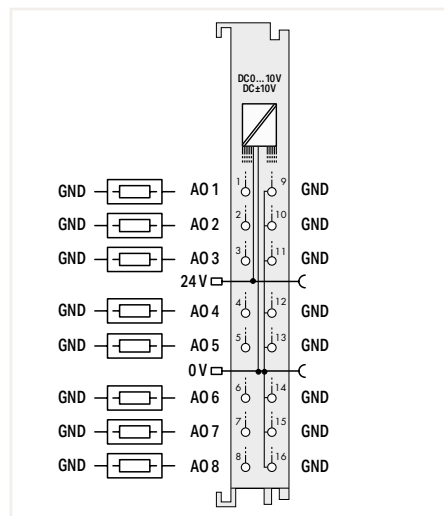 DC0...10V
DC±10V
GND AO 1 1 9 GND
GND AO 2 2 10 GND
GND AO 3 3 11 GND
24 V
GND AO 4 4 12 GND
GND AO 5 5 13 GND
0 V
GND AO 6 6 14 GND
GND AO 7 7 15 GND
GND AO 8 8 16 GND